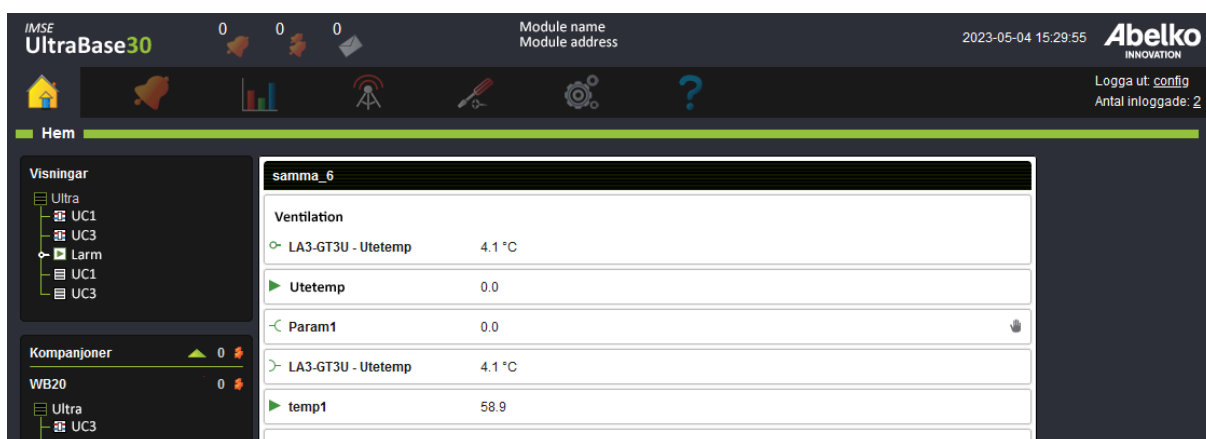 IMSE
UltraBase30
0 0 0
Module name
Module address
2023-05-04 15:29:55
Abelko
INNOVATION
Logga ut: config
Antal inloggade: 2
Hem
Visningar
Ultra
UC1
UC3
Larm
UC1
UC3
Kompanjoner 0
WB20 0
Ultra
UC3
samma_6
Ventilation
LA3-GT3U - Utetemp 4.1 °C
Utetemp 0.0
Param1 0.0
LA3-GT3U - Utetemp 4.1 °C
temp1 58.9